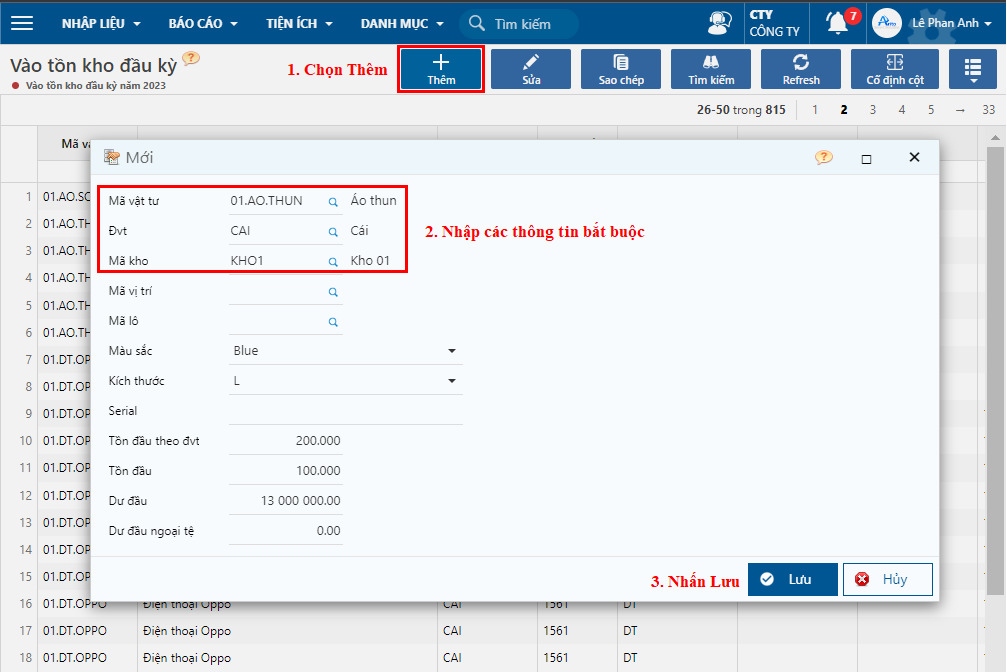 NHẬP LIỆU BÁO CÁO TIỆN ÍCH DANH MỤC Tìm kiếm CTY CÔNG TY 7 Lê Phan Anh
Vào tồn kho đầu kỳ ?
Vào tồn kho đầu kỳ năm 2023
1. Chọn Thêm
Thêm Sửa Sao chép Tìm kiếm Refresh Cố định cột
26-50 trong 815 1 2 3 4 5 → 33
Mã
Mới ?
Mã vật tư 01.AO.THUN Áo thun
Đvt CAI Cái
Mã kho KHO1 Kho 01
2. Nhập các thông tin bắt buộc
Mã vị trí
Mã lô
Màu sắc Blue
Kích thước L
Serial
Tồn đầu theo đvt 200.000
Tồn đầu 100.000
Dư đầu 13 000 000.00
Dư đầu ngoại tệ 0.00
3. Nhấn Lưu Lưu Hủy
1 01.AO.SO
2 01.AO.TH
3 01.AO.TH
4 01.AO.TH
5 01.AO.TH
6 01.AO.TH
7 01.DT.OP
8 01.DT.OP
9 01.DT.OP
10 01.DT.OP
11 01.DT.OP
12 01.DT.OP
13 01.DT.OP
14 01.DT.OP
15 01.DT.OP
16 01.DT.OPPO Điện thoại Oppo CAI 1561 DT
17 01.DT.OPPO Điện thoại Oppo CAI 1561 DT
18 01.DT.OPPO Điện thoại Oppo CAI 1561 DT